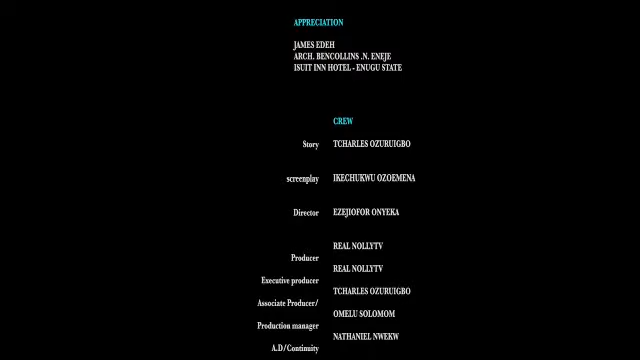 APPRECIATION
JAMES EDEH
ARCH. BENCOLLINS .N. ENEJE
1SUIT INN HOTEL - ENUGU STATE
CREW
Story TCHARLES OZURUIGBO
screenplay IKECHUKWU OZOEMENA
Director EZEJIOFOR ONYEKA
REAL NOLLYTV
Producer
REAL NOLLYTV
Executive producer
TCHARLES OZURUIGBO
Associate Producer/
OMELU SOLOMOM
Production manager
NATHANIEL NWEKW
A.D/Continuity